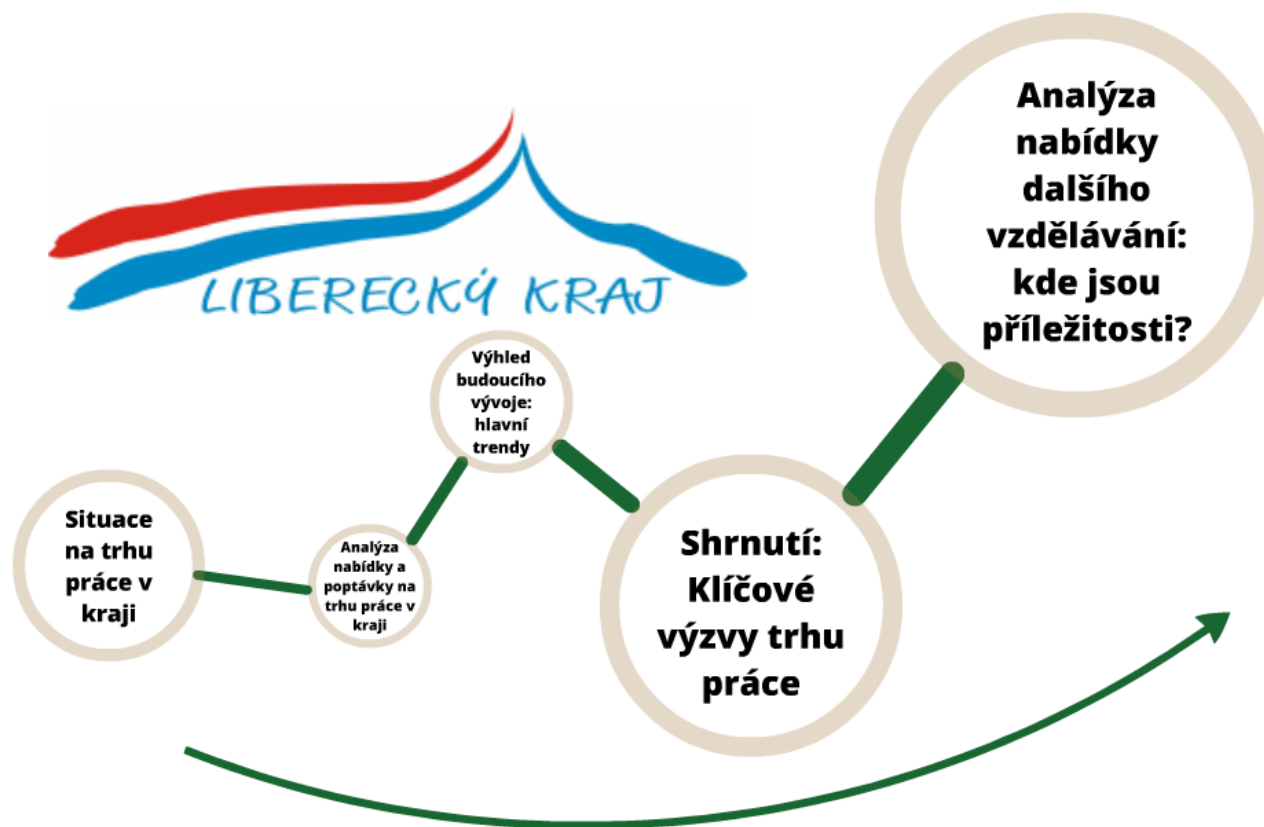 LIBERECKÝ KRAJ
Situace
na trhu
práce v
kraji
Analýza
nabídky a
poptávky na
trhu práce v
kraji
Výhled
budoucího
vývoje:
hlavní
trendy
Shrnutí:
Klíčové
výzvy trhu
práce
Analýza
nabídky
dalšího
vzdělávání:
kde jsou
příležitosti?